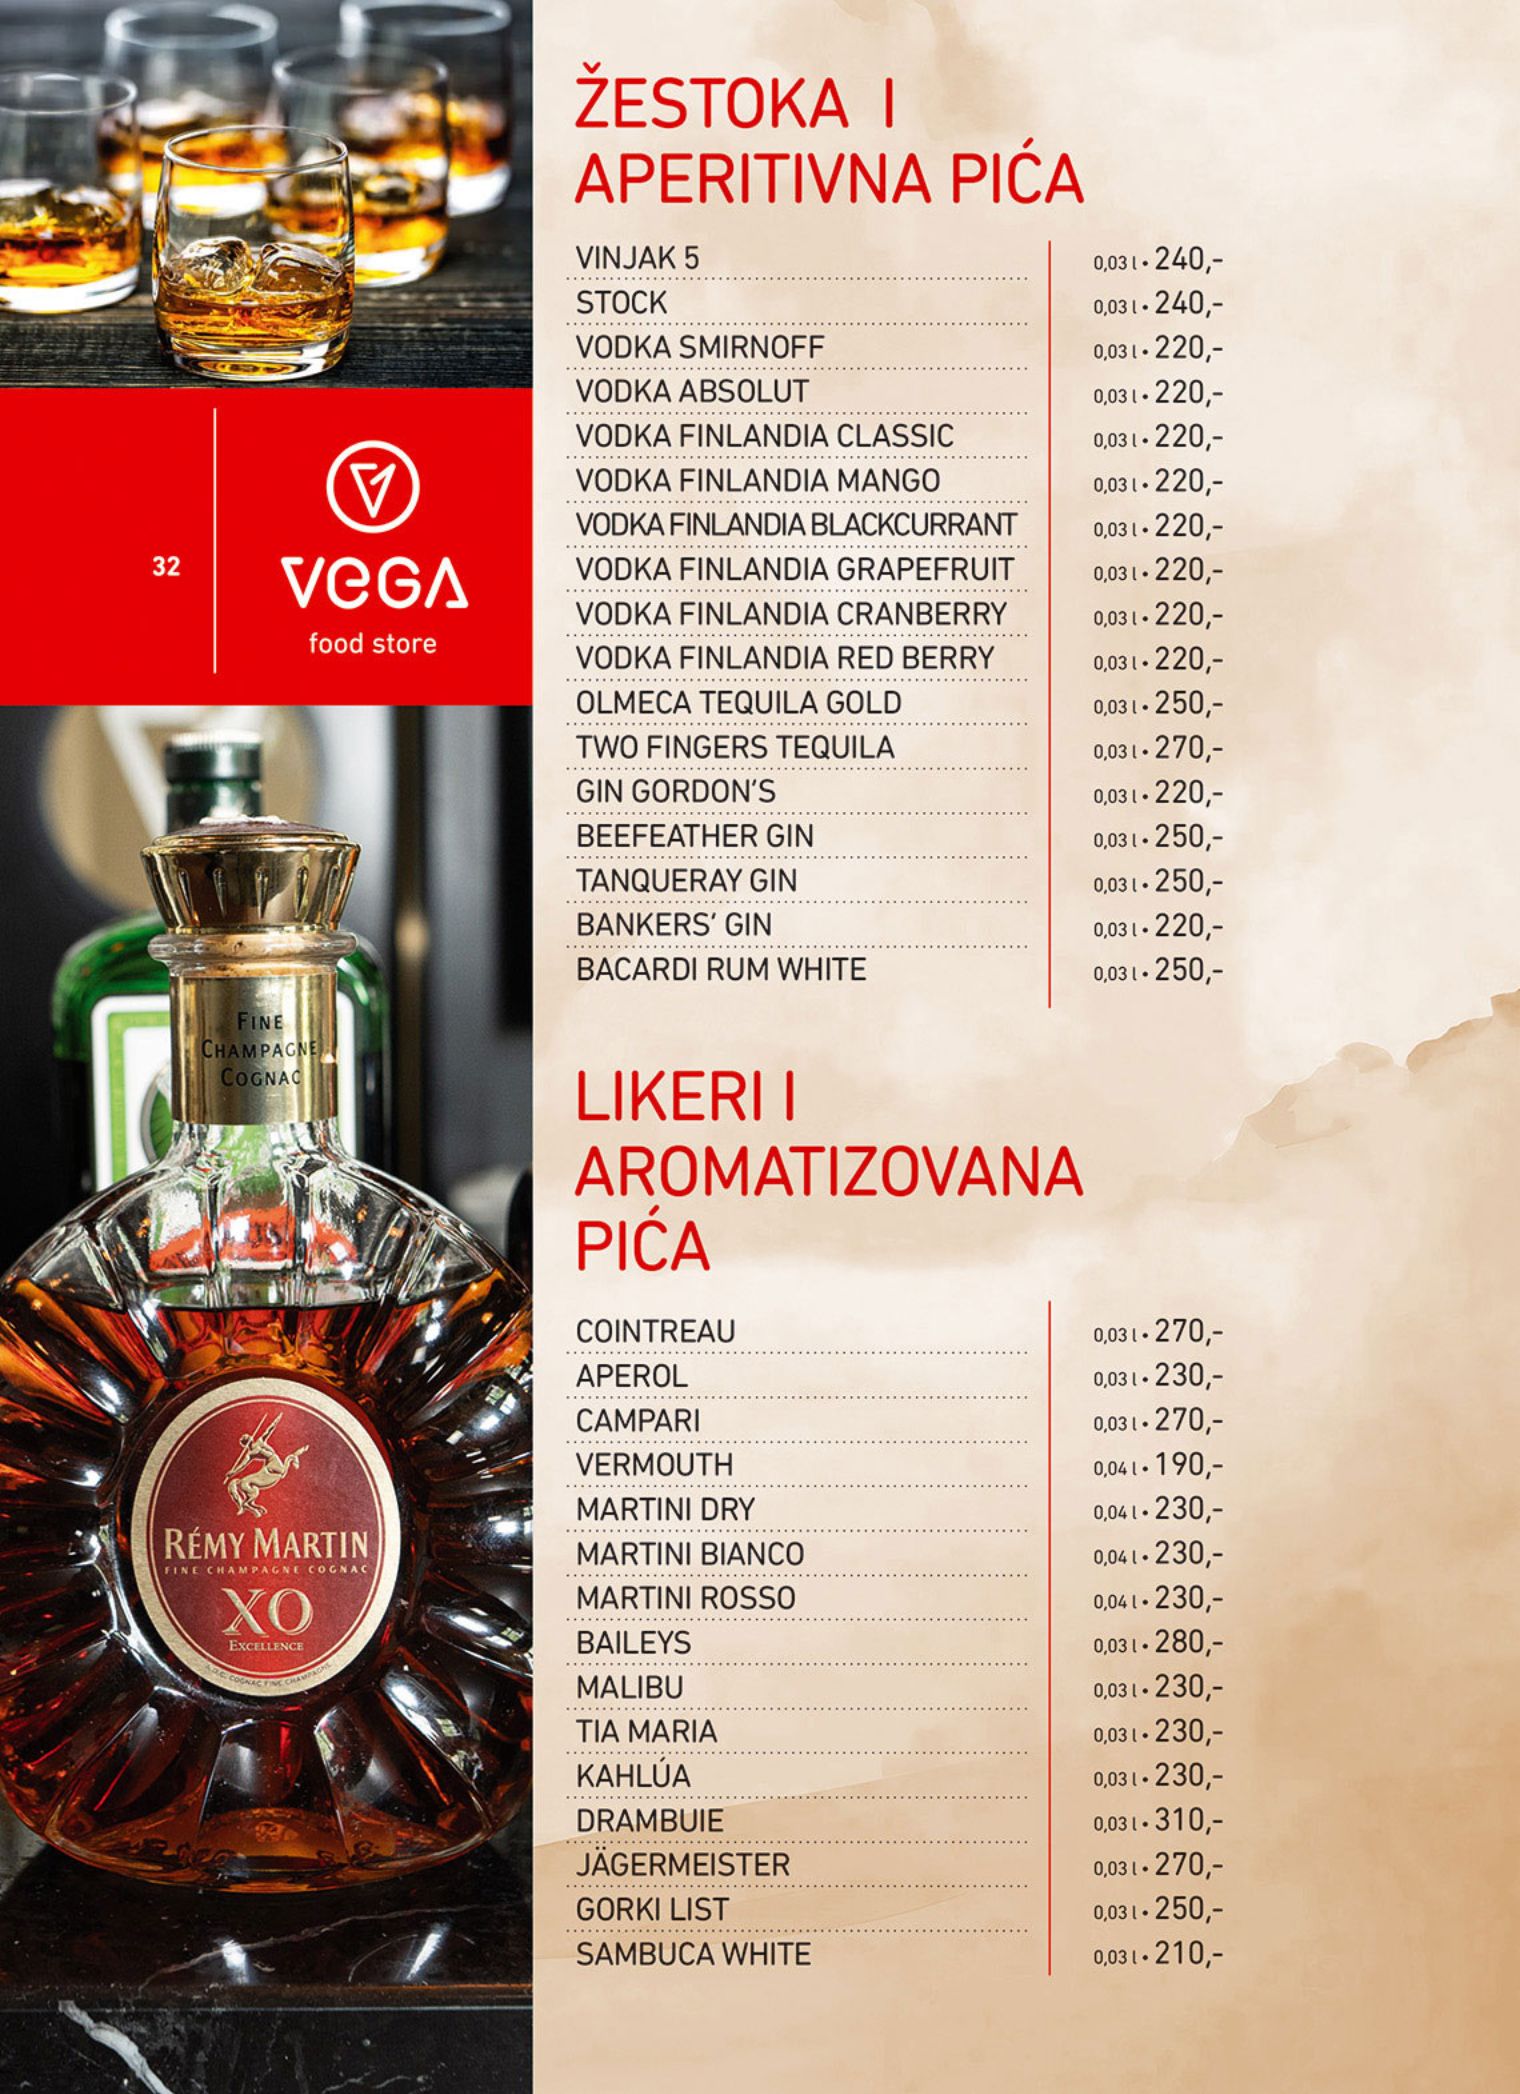 ŽESTOKA I
APERITIVNA PIĆA
VINJAK 5 0,03 l • 240,-
STOCK 0,03 l • 240,-
VODKA SMIRNOFF 0,03 l • 220,-
VODKA ABSOLUT 0,03 l • 220,-
VODKA FINLANDIA CLASSIC 0,03 l • 220,-
VODKA FINLANDIA MANGO 0,03 l • 220,-
VODKA FINLANDIA BLACKCURRANT 0,03 l • 220,-
VODKA FINLANDIA GRAPEFRUIT 0,03 l • 220,-
VODKA FINLANDIA CRANBERRY 0,03 l • 220,-
VODKA FINLANDIA RED BERRY 0,03 l • 220,-
OLMECA TEQUILA GOLD 0,03 l • 250,-
TWO FINGERS TEQUILA 0,03 l • 270,-
GIN GORDON'S 0,03 l • 220,-
BEEFEATHER GIN 0,03 l • 250,-
TANQUERAY GIN 0,03 l • 250,-
BANKERS' GIN 0,03 l • 220,-
BACARDI RUM WHITE 0,03 l • 250,-
LIKERI I
AROMATIZOVANA
PIĆA
COINTREAU 0,03 l • 270,-
APEROL 0,03 l • 230,-
CAMPARI 0,03 l • 270,-
VERMOUTH 0,04 l • 190,-
MARTINI DRY 0,04 l • 230,-
MARTINI BIANCO 0,04 l • 230,-
MARTINI ROSSO 0,04 l • 230,-
BAILEYS 0,03 l • 280,-
MALIBU 0,03 l • 230,-
TIA MARIA 0,03 l • 230,-
KAHLÚA 0,03 l • 230,-
DRAMBUIE 0,03 l • 310,-
JÄGERMEISTER 0,03 l • 270,-
GORKI LIST 0,03 l • 250,-
SAMBUCA WHITE 0,03 l • 210,-
32
VEGA
food store
FINE
CHAMPAGNE
COGNAC
RÉMY MARTIN
FINE CHAMPAGNE COGNAC
XO
EXCELLENCE
A.O.C. COGNAC FINE CHAMPAGNE